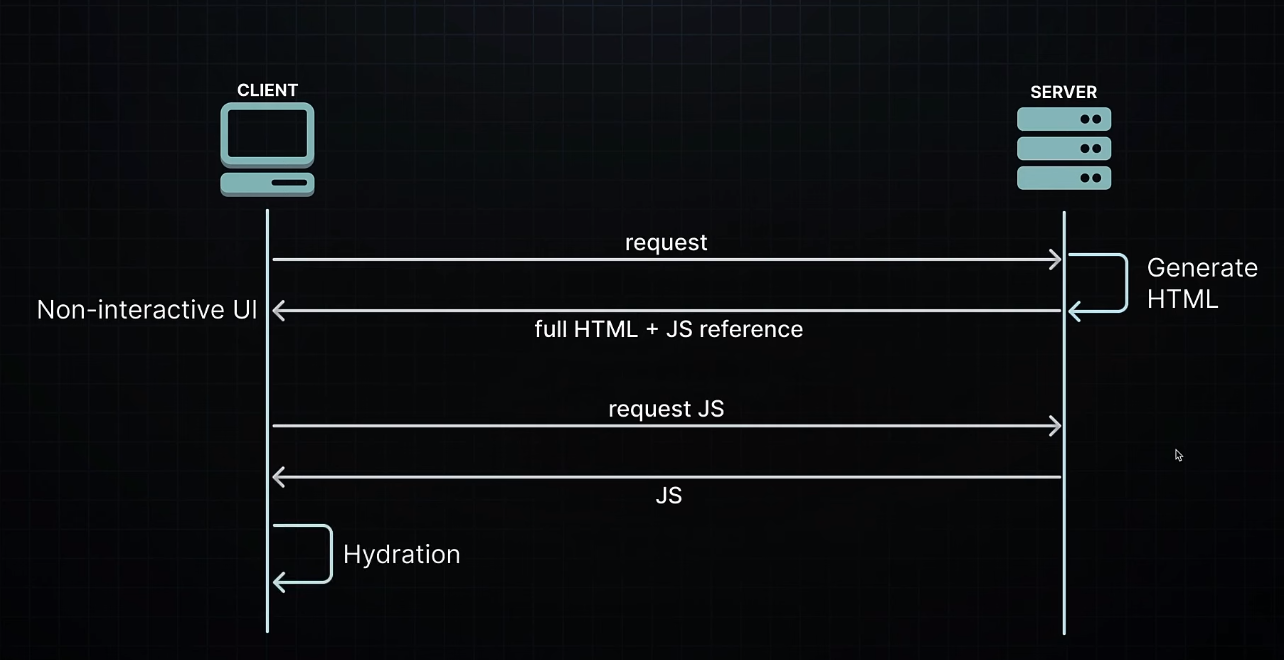 CLIENT
SERVER
request
Generate
HTML
Non-interactive UI
full HTML + JS reference
request JS
JS
Hydration